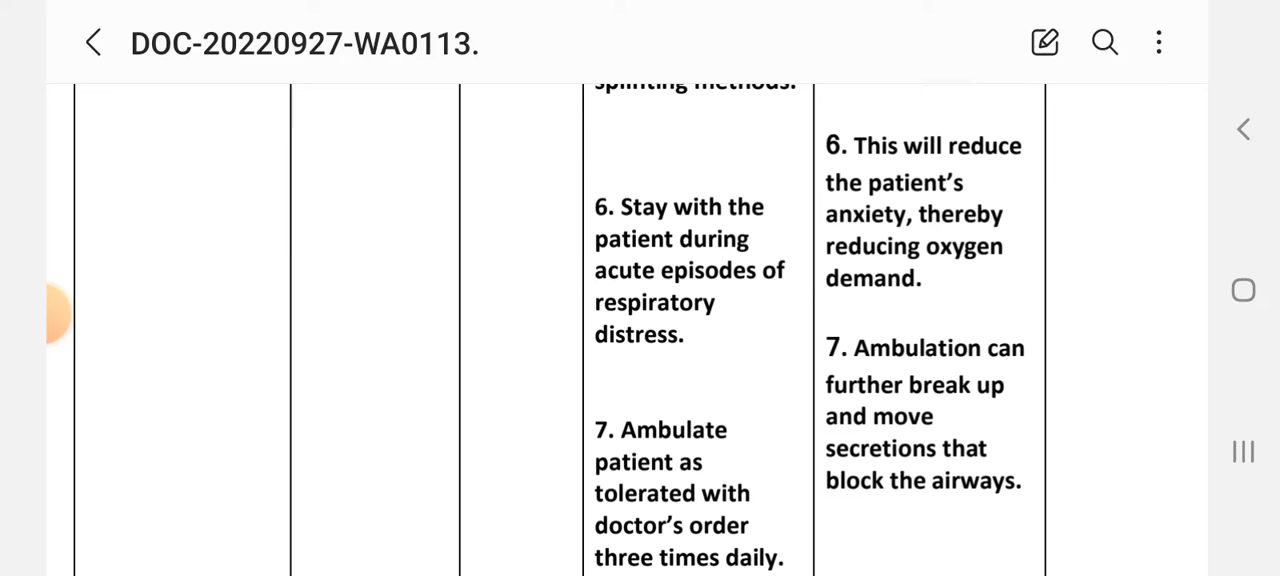 DOC-20220927-WA0113.
splinting methods.
6. Stay with the
patient during
acute episodes of
respiratory
distress.
7. Ambulate
patient as
tolerated with
doctor’s order
three times daily.
6. This will reduce
the patient’s
anxiety, thereby
reducing oxygen
demand.
7. Ambulation can
further break up
and move
secretions that
block the airways.